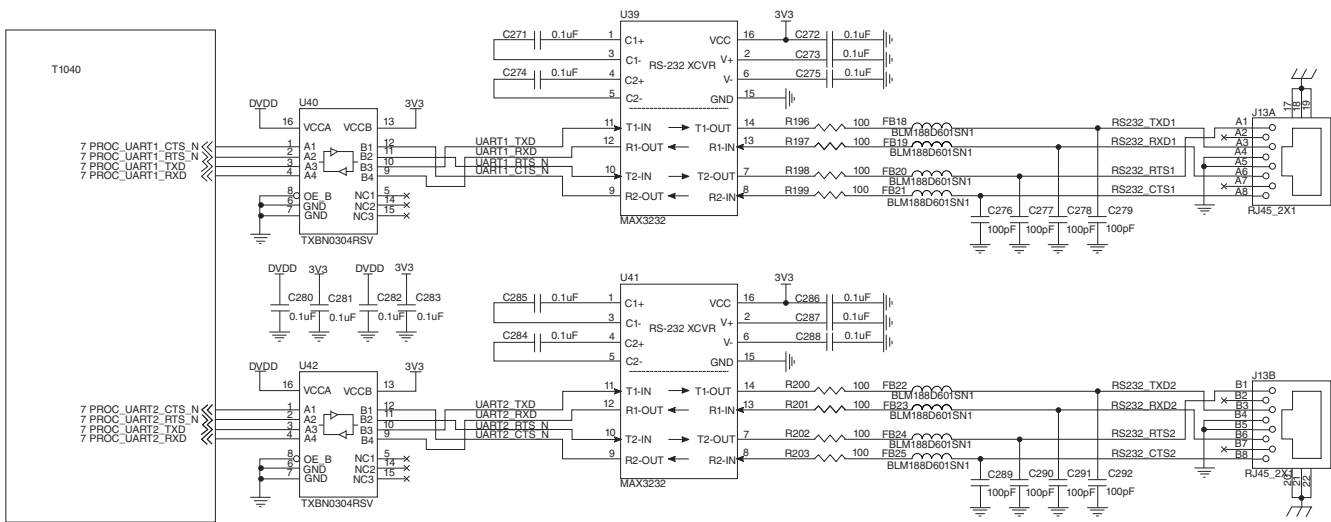 T1040
7 PROC_UART1_CTS_N
7 PROC_UART1_RTS_N
7 PROC_UART1_TXD
7 PROC_UART1_RXD
DVDD
U40
3V3
16 VCCA VCCB 13
1 A1 B1 12
2 A2 B2 11
3 A3 B3 10
4 A4 B4 9
8 OE_B NC1 5
6 GND NC2 14
7 GND NC3 15
TXBN0304RSV
UART1_TXD
UART1_RXD
UART1_RTS_N
UART1_CTS_N
U39
3V3
C271 0.1uF 1 C1+ VCC 16 C272 0.1uF
3 C1- V+ 2 C273 0.1uF
RS-232 XCVR
C274 0.1uF 4 C2+ V- 6 C275 0.1uF
5 C2- GND 15
11 T1-IN T1-OUT 14 R196 100 FB18 RS232_TXD1
BLM188D601SN1
12 R1-OUT R1-IN 13 R197 100 FB19 RS232_RXD1
10 T2-IN T2-OUT 7 R198 100 FB20 RS232_RTS1
BLM188D601SN1
9 R2-OUT R2-IN 8 R199 100 FB21 RS232_CTS1
BLM188D601SN1
MAX3232
C276 C277 C278 C279
100pF 100pF 100pF 100pF
17 18 19
J13A
A1
A2
A3
A4
A5
A6
A7
A8
RJ45_2X1
DVDD 3V3 DVDD 3V3
C280 C281 C282 C283
0.1uF 0.1uF 0.1uF 0.1uF
7 PROC_UART2_CTS_N
7 PROC_UART2_RTS_N
7 PROC_UART2_TXD
7 PROC_UART2_RXD
DVDD
U42
3V3
16 VCCA VCCB 13
1 A1 B1 12
2 A2 B2 11
3 A3 B3 10
4 A4 B4 9
8 OE_B NC1 5
6 GND NC2 14
7 GND NC3 15
TXBN0304RSV
UART2_TXD
UART2_RXD
UART2_RTS_N
UART2_CTS_N
U41
3V3
C285 0.1uF 1 C1+ VCC 16 C286 0.1uF
3 C1- V+ 2 C287 0.1uF
RS-232 XCVR
C284 0.1uF 4 C2+ V- 6 C288 0.1uF
5 C2- GND 15
11 T1-IN T1-OUT 14 R200 100 FB22 RS232_TXD2
BLM188D601SN1
12 R1-OUT R1-IN 13 R201 100 FB23 RS232_RXD2
10 T2-IN T2-OUT 7 R202 100 FB24 RS232_RTS2
BLM188D601SN1
9 R2-OUT R2-IN 8 R203 100 FB25 RS232_CTS2
BLM188D601SN1
MAX3232
C289 C290 C291 C292
100pF 100pF 100pF 100pF
J13B
B1
B2
B3
B4
B5
B6
B7
B8
RJ45_2X1
20 21 22